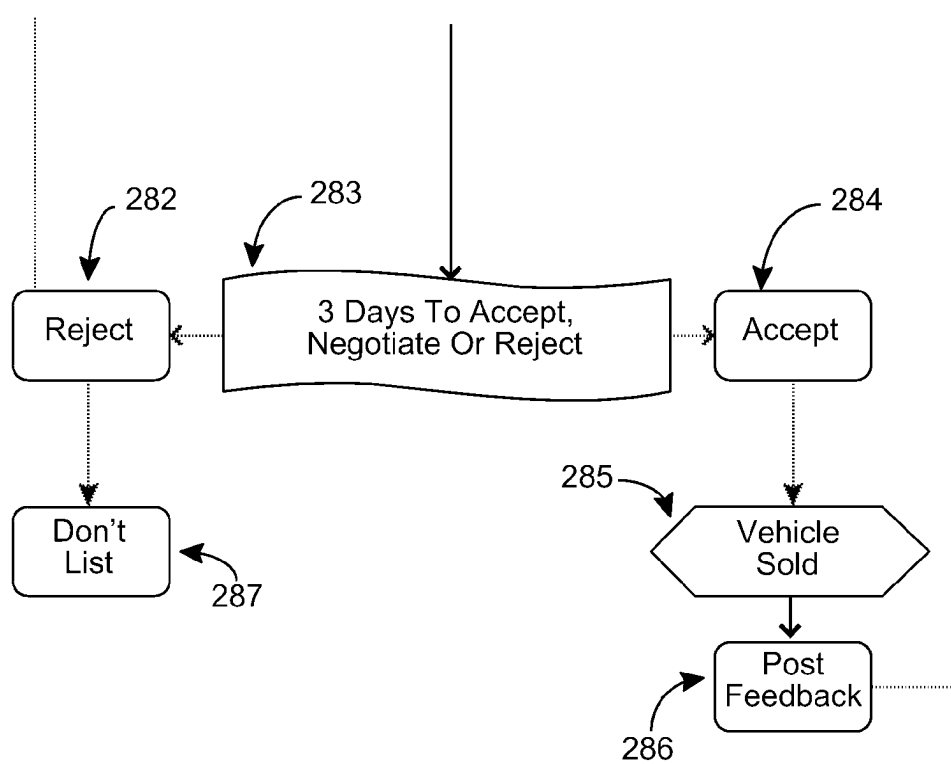 282
283
284
Reject
3 Days To Accept,
Negotiate Or Reject
Accept
285
Don't
List
287
Vehicle
Sold
Post
Feedback
286